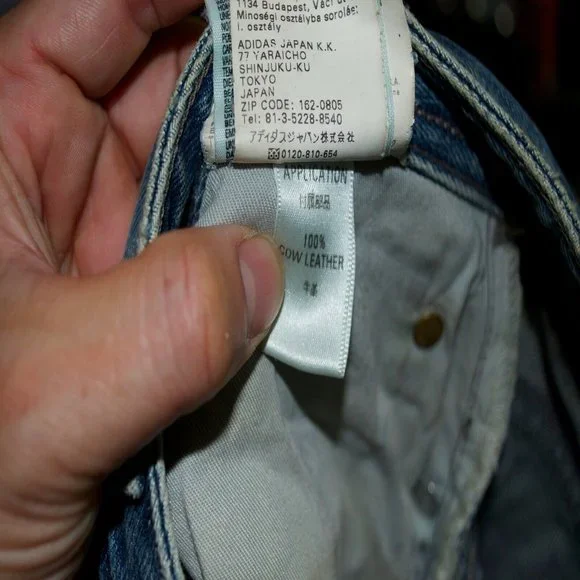 1134 Budapest, Váci
Minoségi osztályba sorolás:
I. osztály
ADIDAS JAPAN K.K.
77 YARAICHO
SHINJUKU-KU
TOKYO
JAPAN
ZIP CODE: 162-0805
Tel: 81-3-5228-8540
アディダスジャパン株式会社
0120-810-654
APPLICATION
付属部品
100%
COW LEATHER
牛革